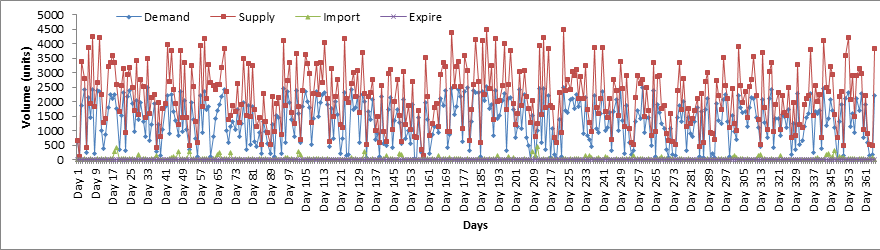 Demand Supply Import Expire
Volume (units)
5000
4500
4000
3500
3000
2500
2000
1500
1000
500
0
Day 1 Day 9 Day 17 Day 25 Day 33 Day 41 Day 49 Day 57 Day 65 Day 73 Day 81 Day 89 Day 97 Day 105 Day 113 Day 121 Day 129 Day 137 Day 145 Day 153 Day 161 Day 169 Day 177 Day 185 Day 193 Day 201 Day 209 Day 217 Day 225 Day 233 Day 241 Day 249 Day 257 Day 265 Day 273 Day 281 Day 289 Day 297 Day 305 Day 313 Day 321 Day 329 Day 337 Day 345 Day 353 Day 361
Days